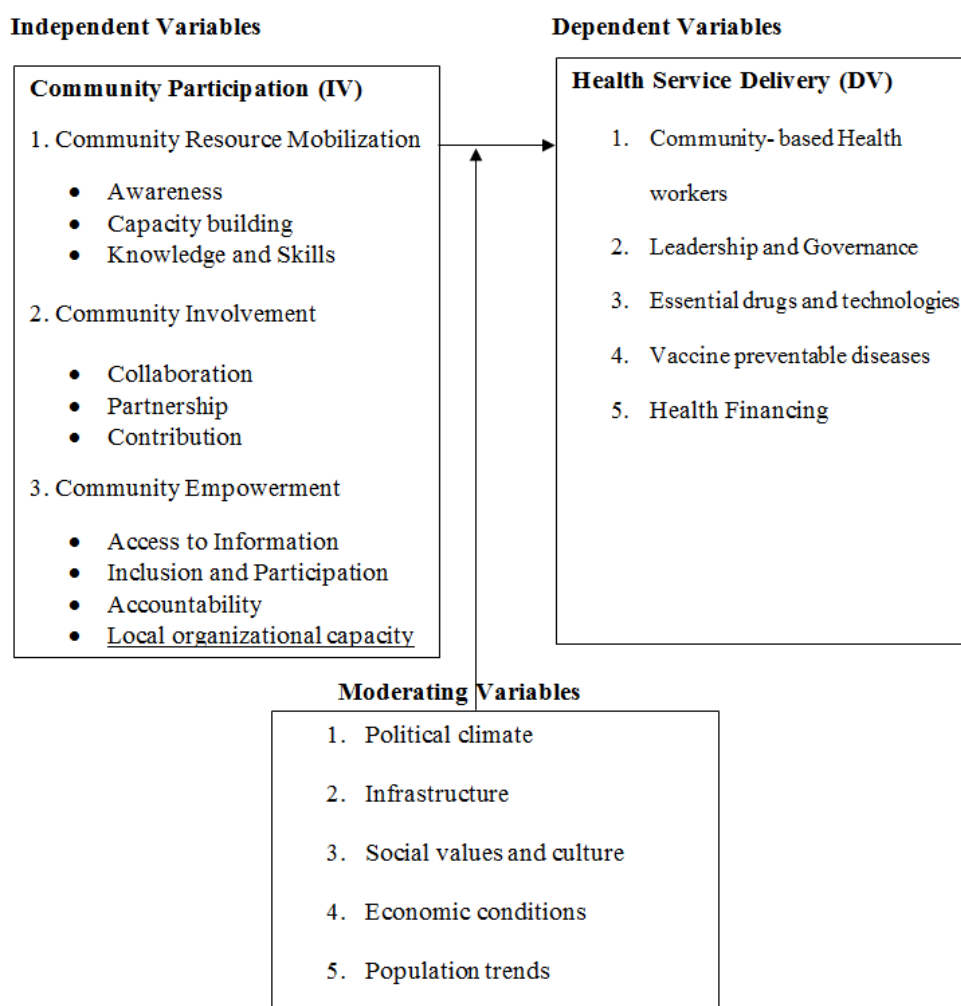 Independent Variables
Dependent Variables
Community Participation (IV)
1. Community Resource Mobilization
• Awareness
• Capacity building
• Knowledge and Skills
2. Community Involvement
• Collaboration
• Partnership
• Contribution
3. Community Empowerment
• Access to Information
• Inclusion and Participation
• Accountability
• Local organizational capacity
Health Service Delivery (DV)
1. Community- based Health
workers
2. Leadership and Governance
3. Essential drugs and technologies
4. Vaccine preventable diseases
5. Health Financing
Moderating Variables
1. Political climate
2. Infrastructure
3. Social values and culture
4. Economic conditions
5. Population trends